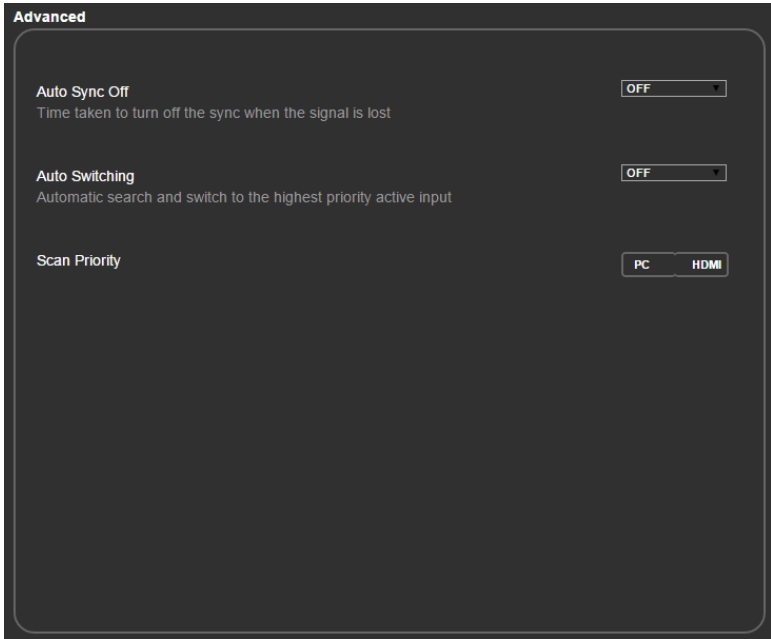 Advanced
Auto Sync Off
OFF
Time taken to turn off the sync when the signal is lost
Auto Switching
OFF
Automatic search and switch to the highest priority active input
Scan Priority
PC HDMI